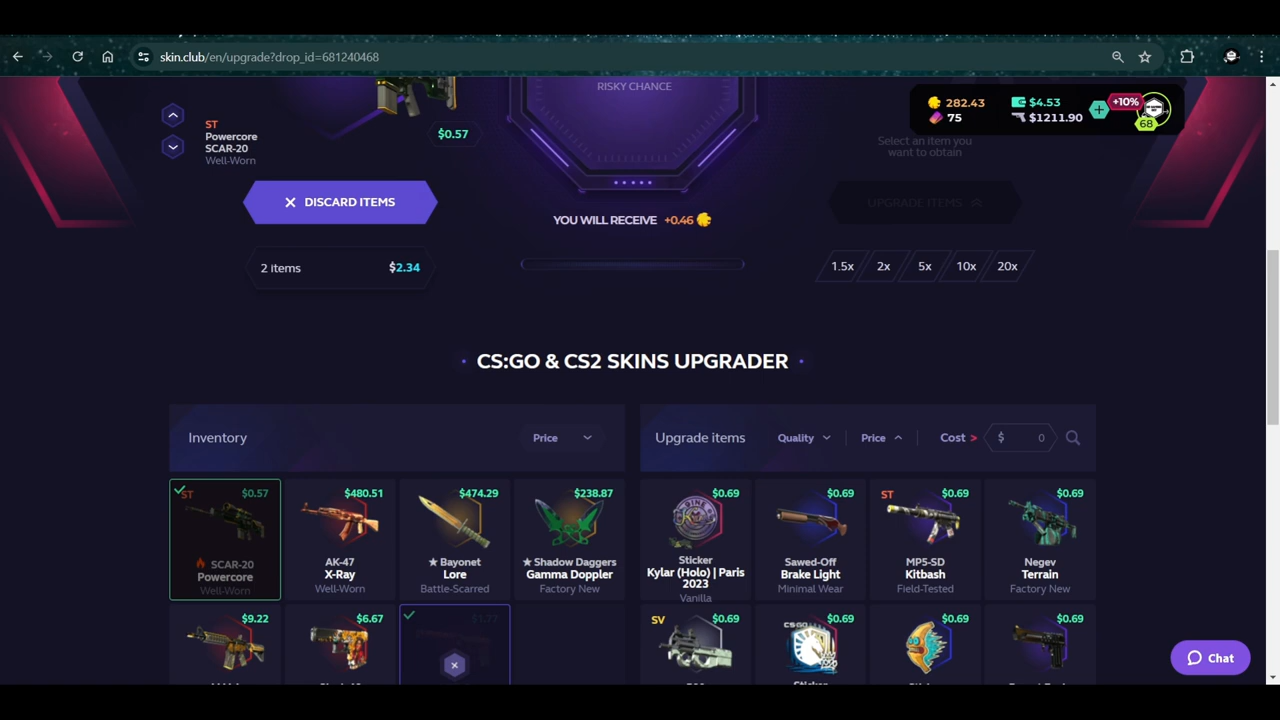 skin.club/en/upgrade?drop_id=681240468
RISKY CHANCE
282.43
$4.53
+10%
75
$1211.90
68
ST
Powercore
SCAR-20
Well-Worn
$0.57
Select an item you
want to obtain
DISCARD ITEMS
YOU WILL RECEIVE +0.46
UPGRADE ITEMS
2 items
$2.34
1.5x
2x
5x
10x
20x
CS:GO & CS2 SKINS UPGRADER
Inventory
Price
Upgrade items
Quality
Price
Cost >
$ 0
ST
$0.57
SCAR-20
Powercore
Well-Worn
$480.51
AK-47
X-Ray
Well-Worn
$474.29
★ Bayonet
Lore
Battle-Scarred
$238.87
★ Shadow Daggers
Gamma Doppler
Factory New
$0.69
Sticker
Kylar (Holo) | Paris
2023
Vanilla
$0.69
Sawed-Off
Brake Light
Minimal Wear
ST
$0.69
MP5-SD
Kitbash
Field-Tested
$0.69
Negev
Terrain
Factory New
$9.22
$6.67
$1.77
SV
$0.69
$0.69
$0.69
$0.69
Chat